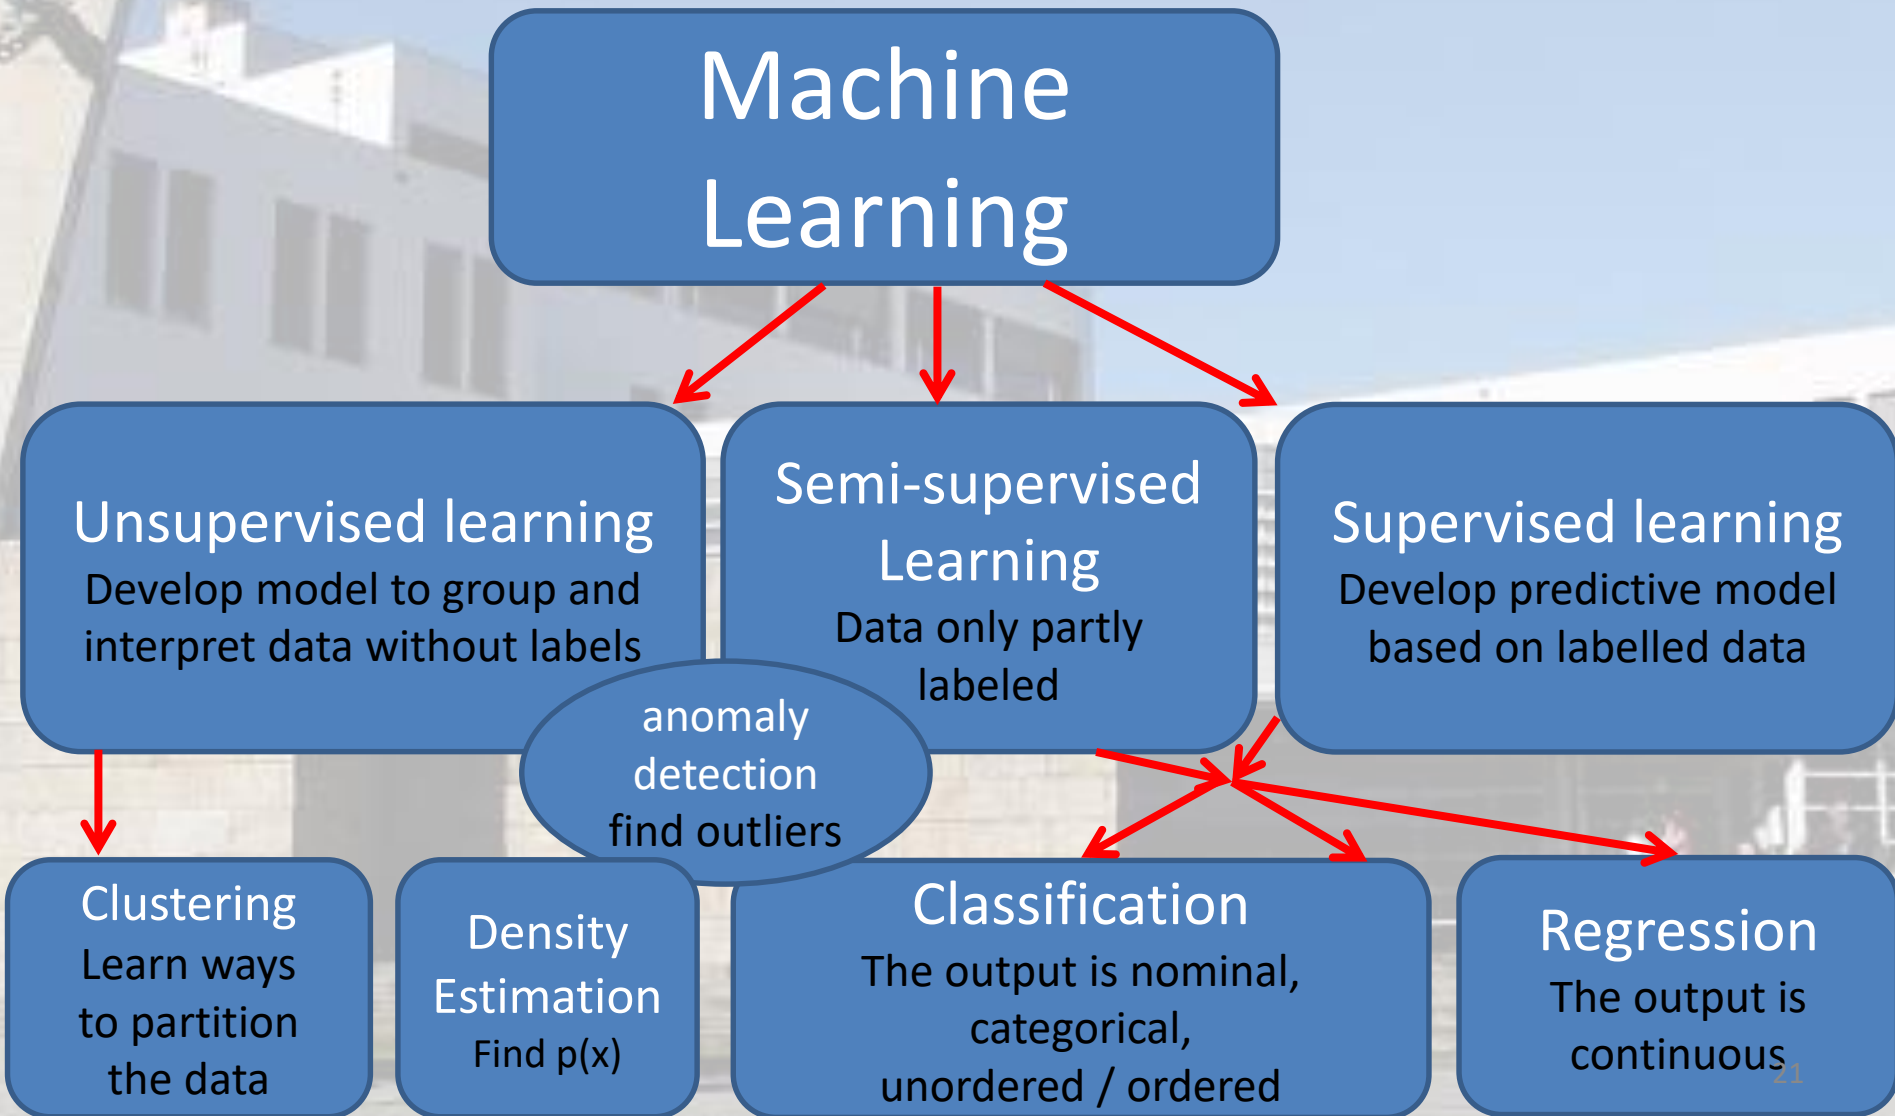 Machine
Learning
Unsupervised learning
Develop model to group and
interpret data without labels
Semi-supervised
Learning
Data only partly
labeled
Supervised learning
Develop predictive model
based on labelled data
anomaly
detection
find outliers
Clustering
Learn ways
to partition
the data
Density
Estimation
Find p(x)
Classification
The output is nominal,
categorical,
unordered / ordered
Regression
The output is
continuous
21